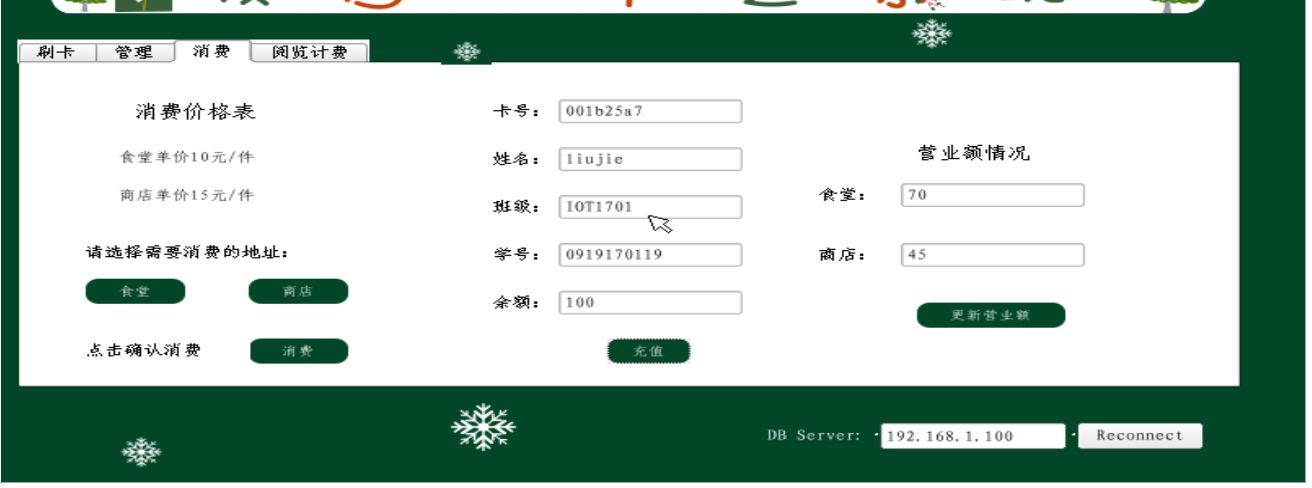 刷卡 管理 消费 阅览计费
消费价格表
食堂单价10元/件
商店单价15元/件
请选择需要消费的地址:
食堂 商店
点击确认消费 消费
卡号: 001b25a7
姓名: liujie
班级: IOT1701
学号: 0919170119
余额: 100
充值
营业额情况
食堂: 70
商店: 45
更新营业额
DB Server: 192.168.1.100 Reconnect